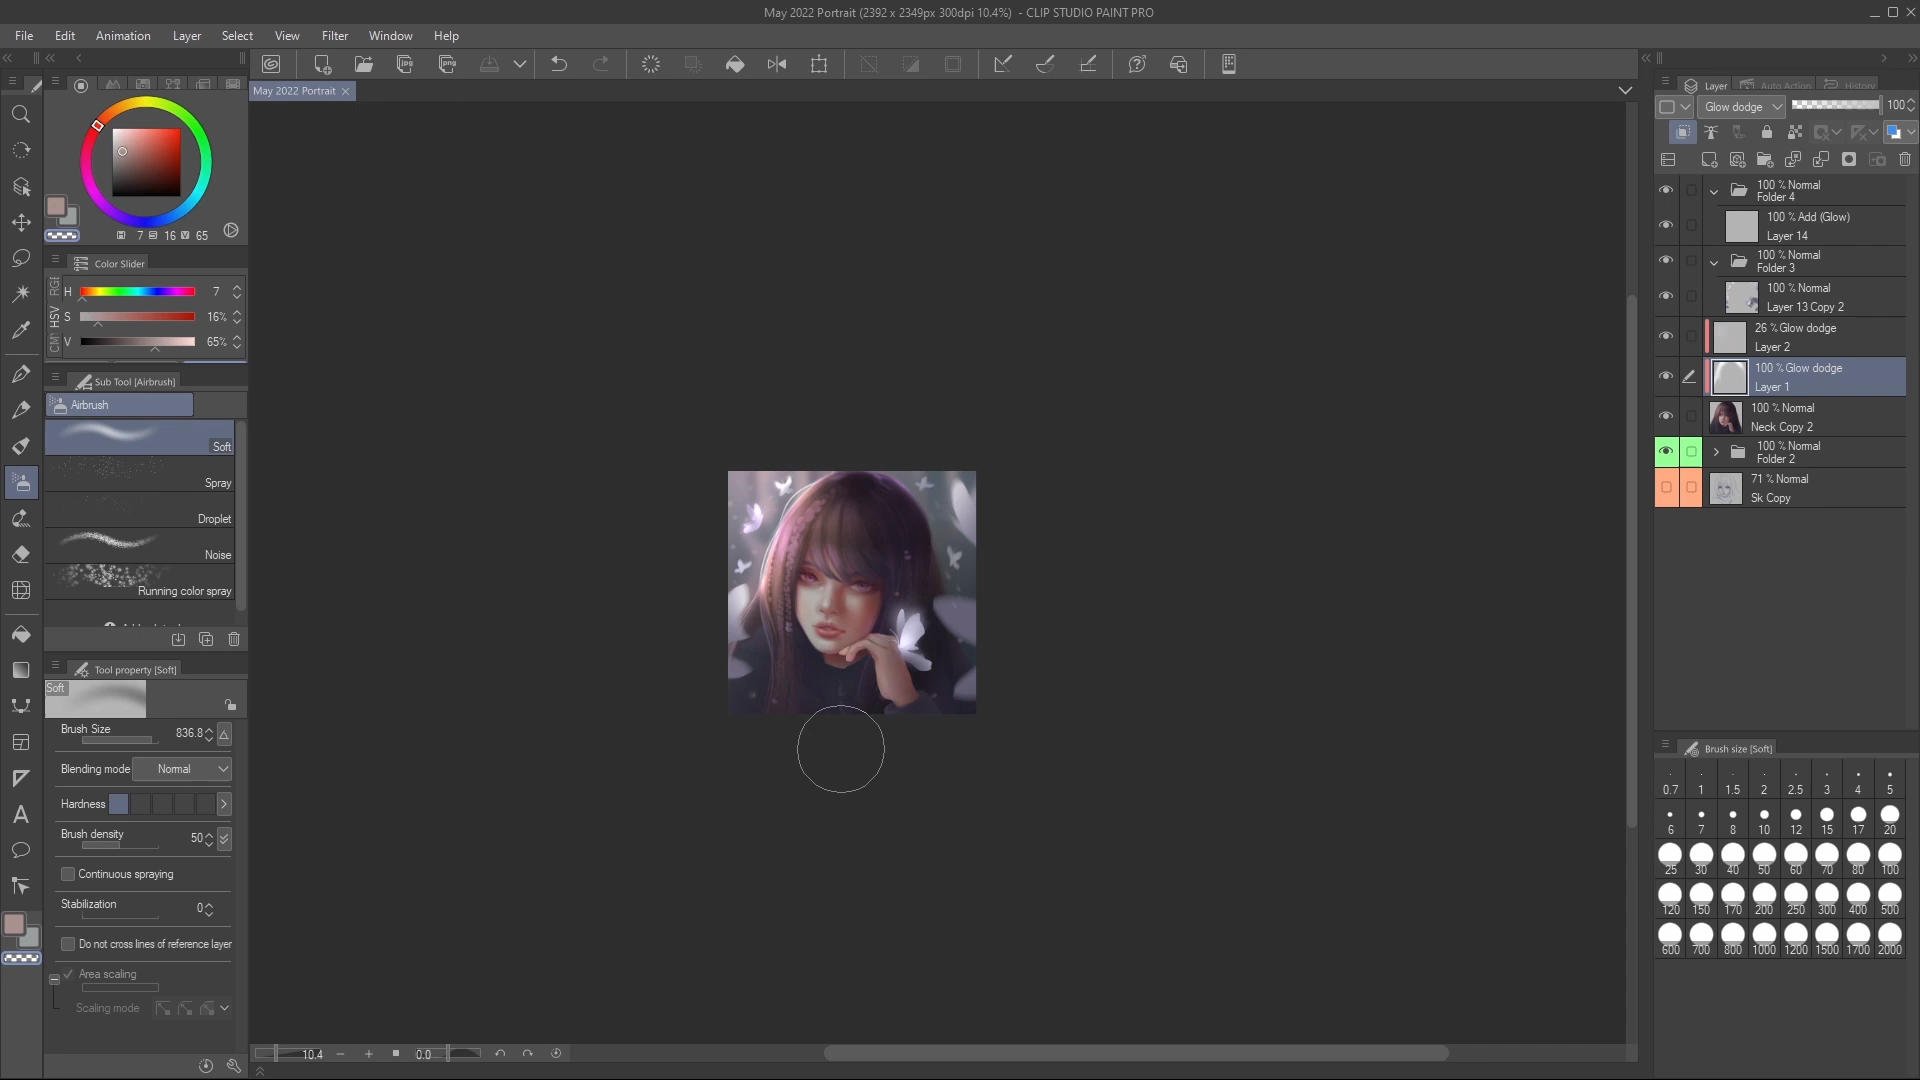 May 2022 Portrait (2392 x 2349px 300dpi 10.4%) - CLIP STUDIO PAINT PRO
File Edit Animation Layer Select View Filter Window Help
May 2022 Portrait
7 16 65
Color Slider
RGB
HSV
H 7
S 16%
V 65%
Sub Tool [Airbrush]
Airbrush
Soft
Spray
Droplet
Noise
Running color spray
Tool property [Soft]
Soft
Brush Size 836.8
Blending mode Normal
Hardness
Brush density 50
Continuous spraying
Stabilization 0
Do not cross lines of reference layer
Area scaling
Scaling mode
10.4 0.0
Layer Auto Action History
Glow dodge 100
100 % Normal
Folder 4
100 % Add (Glow)
Layer 14
100 % Normal
Folder 3
100 % Normal
Layer 13 Copy 2
26 % Glow dodge
Layer 2
100 % Glow dodge
Layer 1
100 % Normal
Neck Copy 2
100 % Normal
Folder 2
71 % Normal
Sk Copy
Brush size [Soft]
0.7 1 1.5 2 2.5 3 4 5
6 7 8 10 12 15 17 20
25 30 40 50 60 70 80 100
120 150 170 200 250 300 400 500
600 700 800 1000 1200 1500 1700 2000